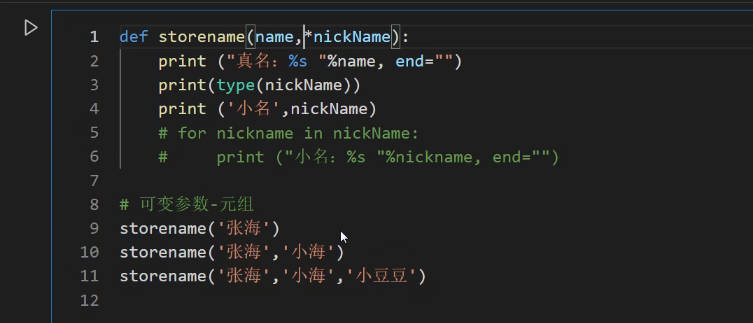 1 def storename(name,*nickName):
2     print ("真名：%s "%name, end="")
3     print(type(nickName))
4     print ('小名',nickName)
5     # for nickname in nickName:
6     #     print ("小名：%s "%nickname, end="")
7
8 # 可变参数-元组
9 storename('张海')
10 storename('张海','小海')
11 storename('张海','小海','小豆豆')
12